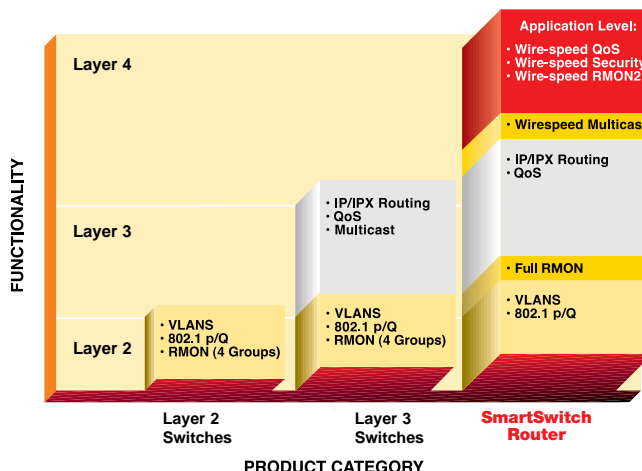 Application Level:
• Wire-speed QoS
• Wire-speed Security
• Wire-speed RMON2
Layer 4
• Wirespeed Multicas
• IP/IPX Routing
• QoS
• IP/IPX Routing
• QoS
• Multicast
FUNCTIONALITY
Layer 3
• Full RMON
• VLANS
• 802.1 p/Q
• VLANS
• 802.1 p/Q
• RMON (4 Groups)
• VLANS
• 802.1 p/Q
• RMON (4 Groups)
Layer 2
Layer 2
Switches
Layer 3
Switches
SmartSwitch
Router
PRODUCT CATEGORY